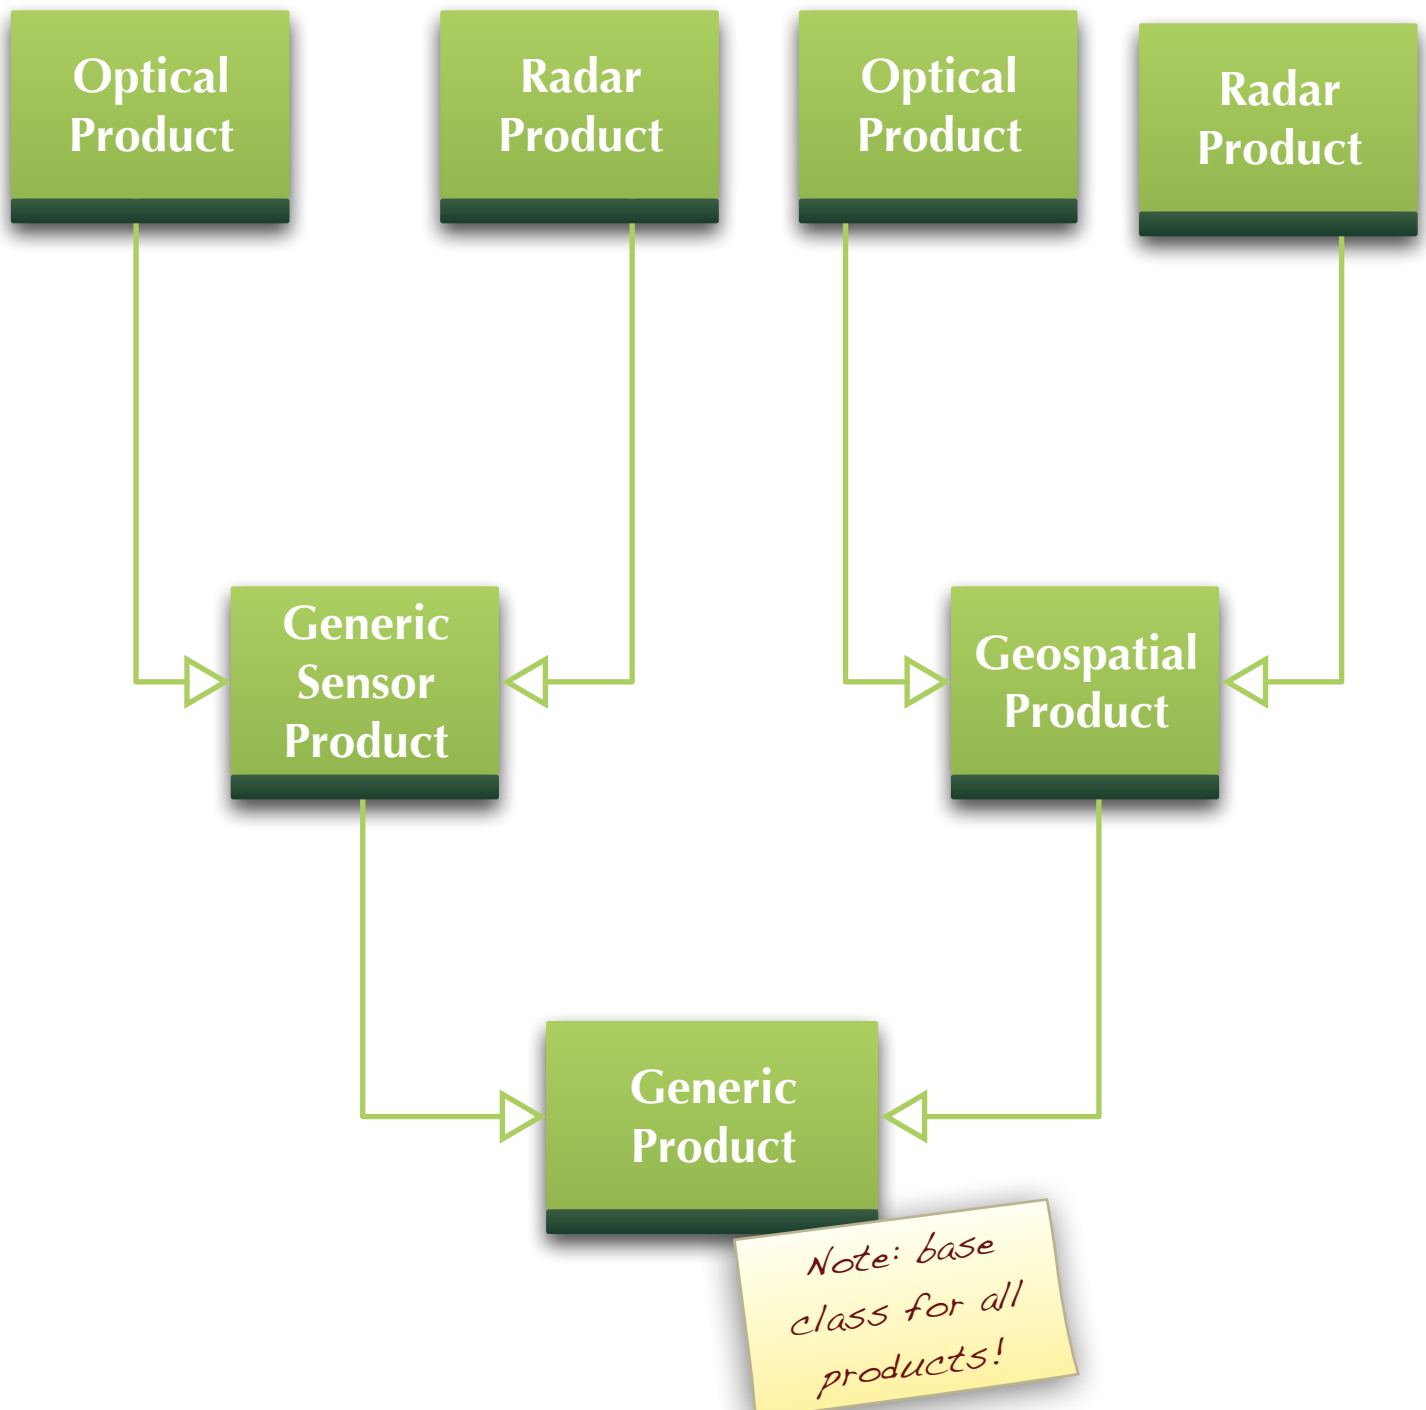 Optical
Product
Radar
Product
Optical
Product
Radar
Product
Generic
Sensor
Product
Geospatial
Product
Generic
Product
Note: base
class for all
products!